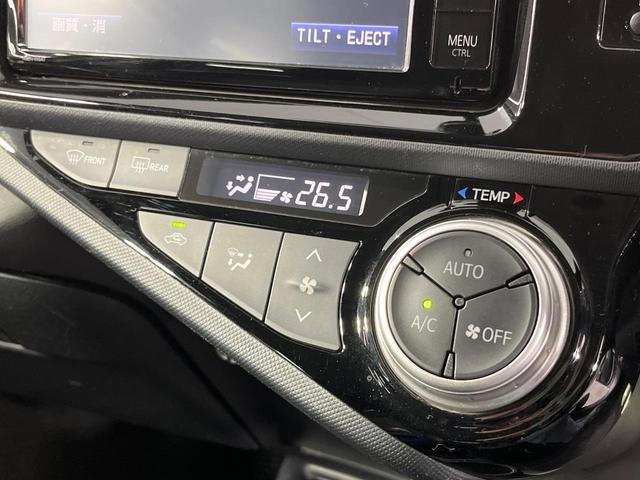 画質・消
TILT・EJECT
MENU
CTRL
FRONT
REAR
26.5
TEMP
AUTO
A/C
OFF